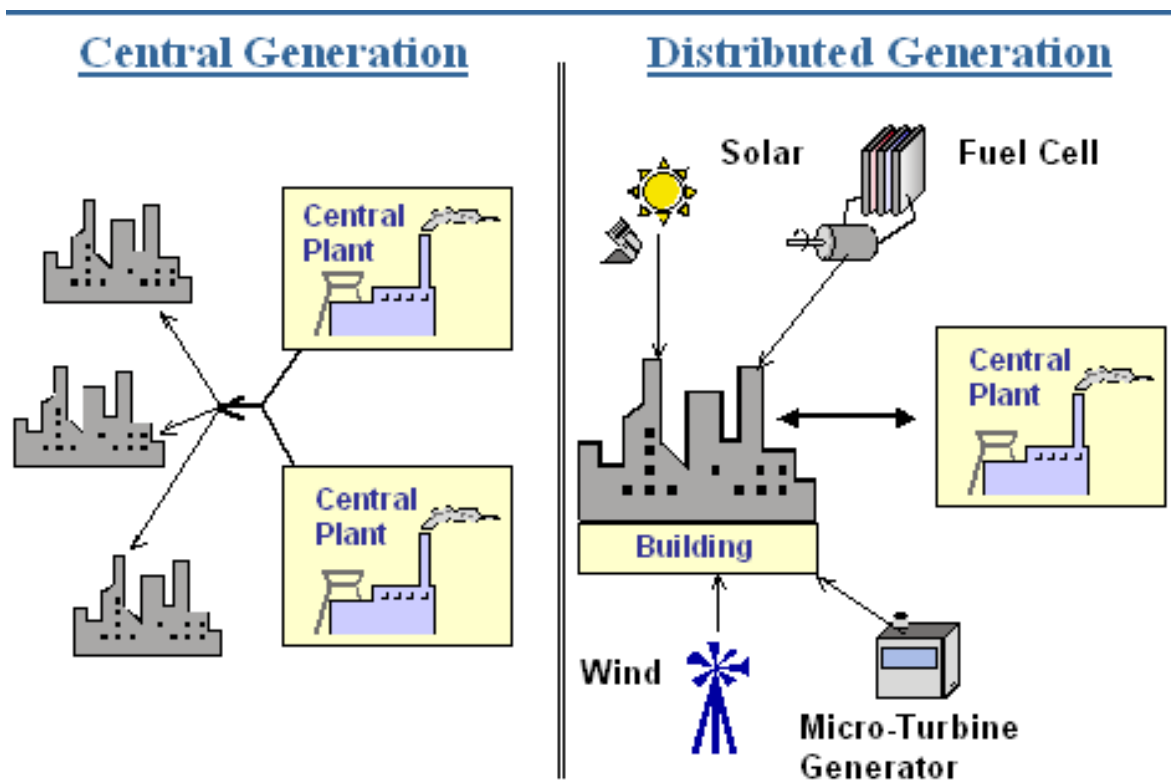 Central Generation
Central
Plant
Central
Plant
Distributed Generation
Solar
Fuel Cell
Central
Plant
Building
Wind
Micro-Turbine
Generator